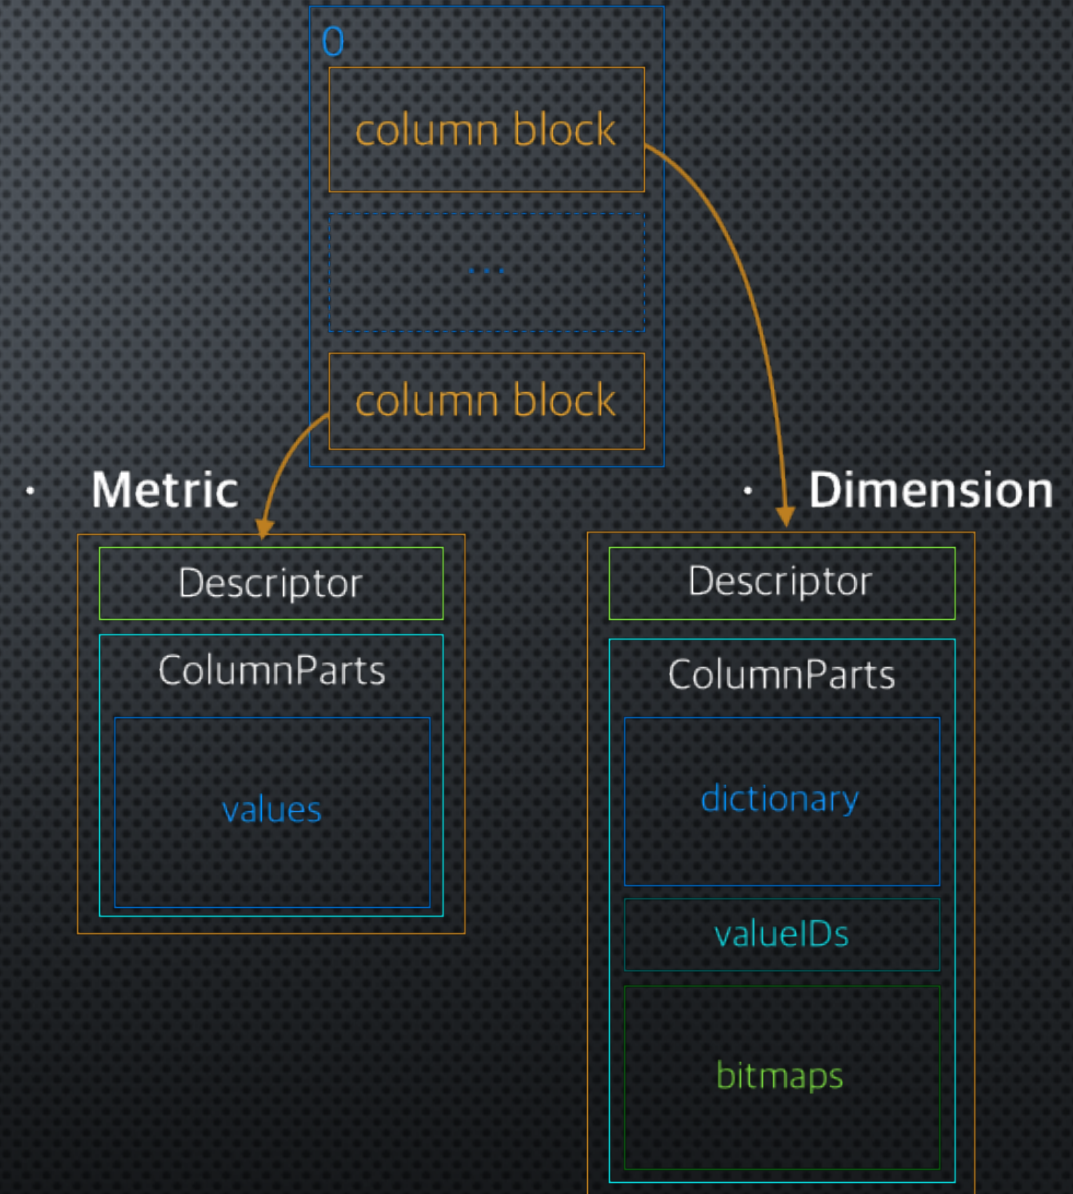 0
column block
...
column block
· Metric
Descriptor
ColumnParts
values
· Dimension
Descriptor
ColumnParts
dictionary
valueIDs
bitmaps